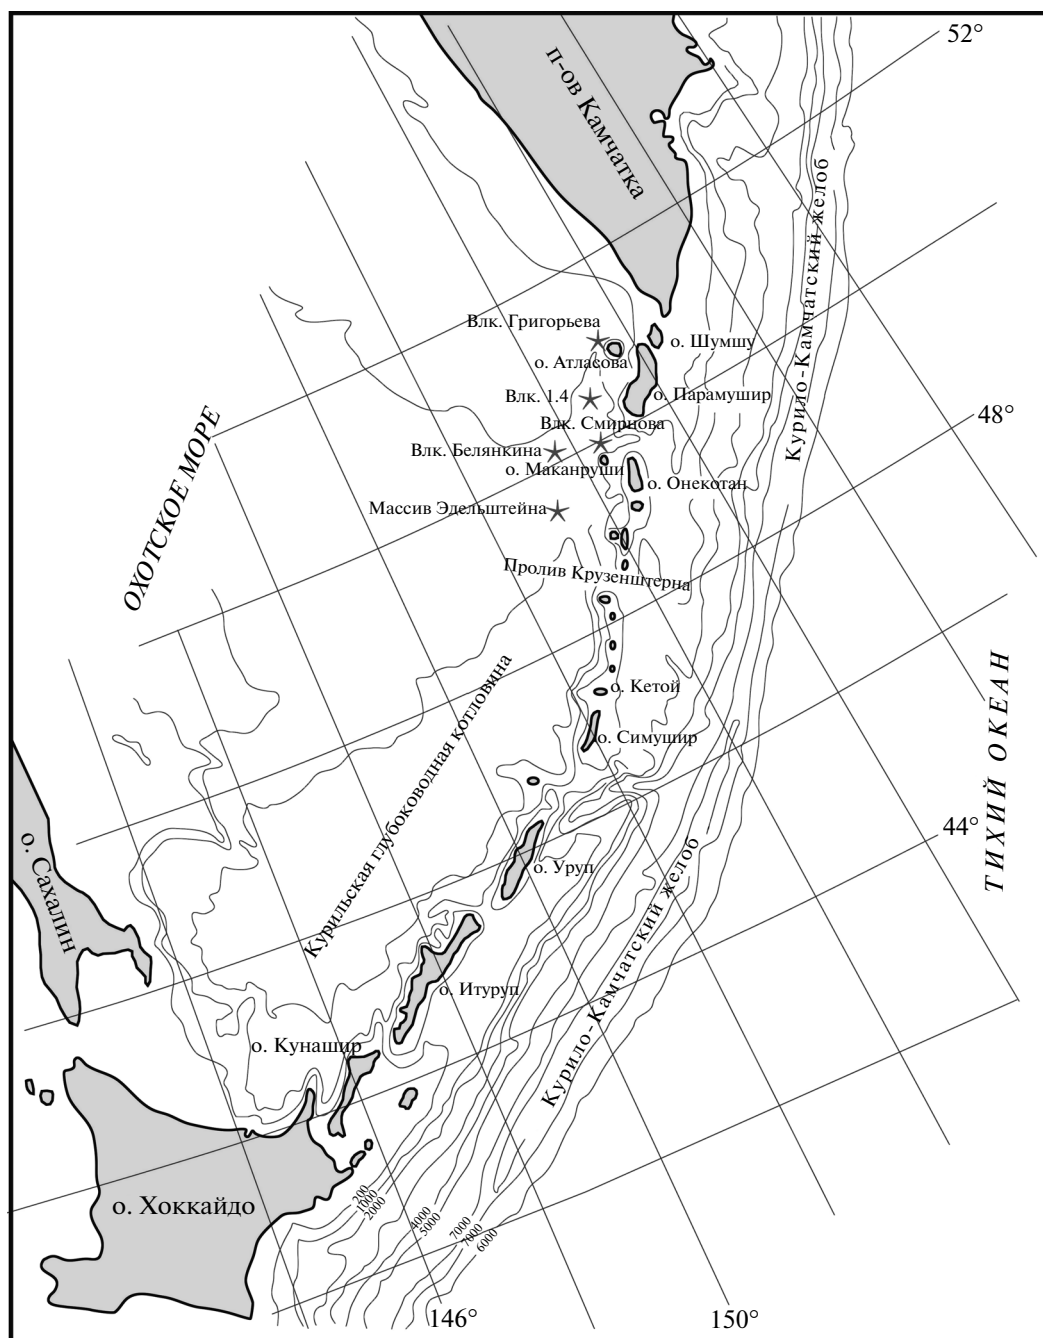 52°
п-ов Камчатка
Курило-Камчатский желоб
Влк. Григорьева
о. Шумшу
о. Атласова
о. Парамушир
Влк. 1.4
48°
Влк. Смирнова
Влк. Белянкина
о. Маканруши
о. Онекотан
Массив Эдельштейна
ОХОТСКОЕ МОРЕ
Пролив Крузенштерна
о. Кетой
о. Симушир
ТИХИЙ ОКЕАН
Курильская глубоководная котловина
44°
о. Сахалин
о. Уруп
Курило-Камчатский желоб
о. Итуруп
о. Кунашир
о. Хоккайдо
200
1000
2000
4000
5000
7000
7000
6000
146°
150°